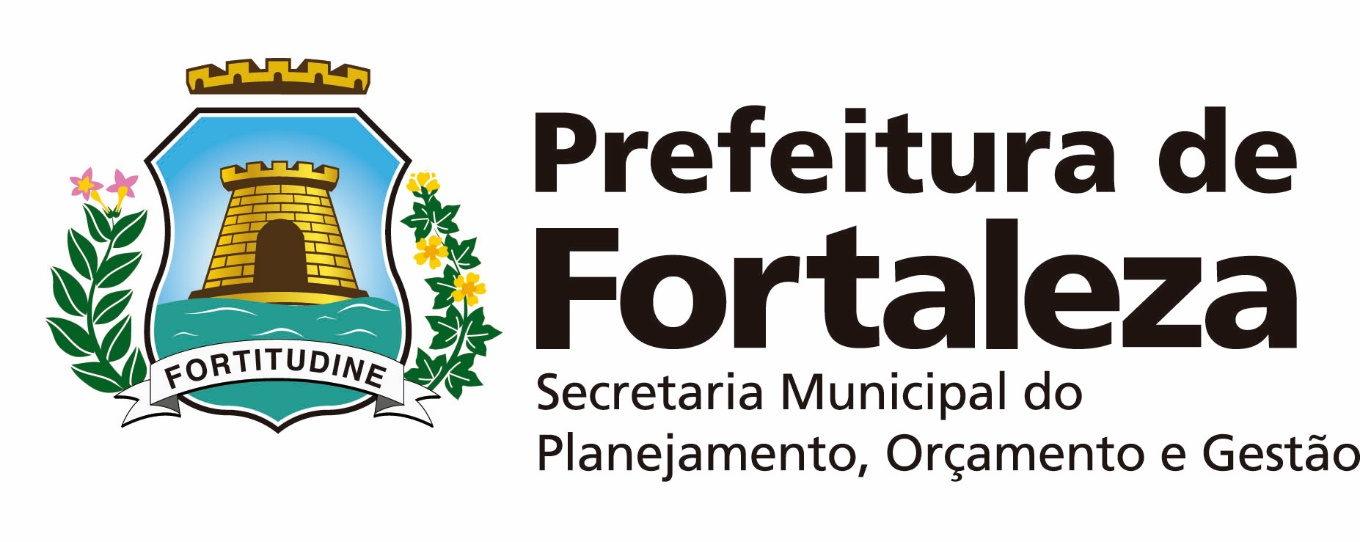 FORTITUDINE
Prefeitura de
Fortaleza
Secretaria Municipal do
Planejamento, Orçamento e Gestão